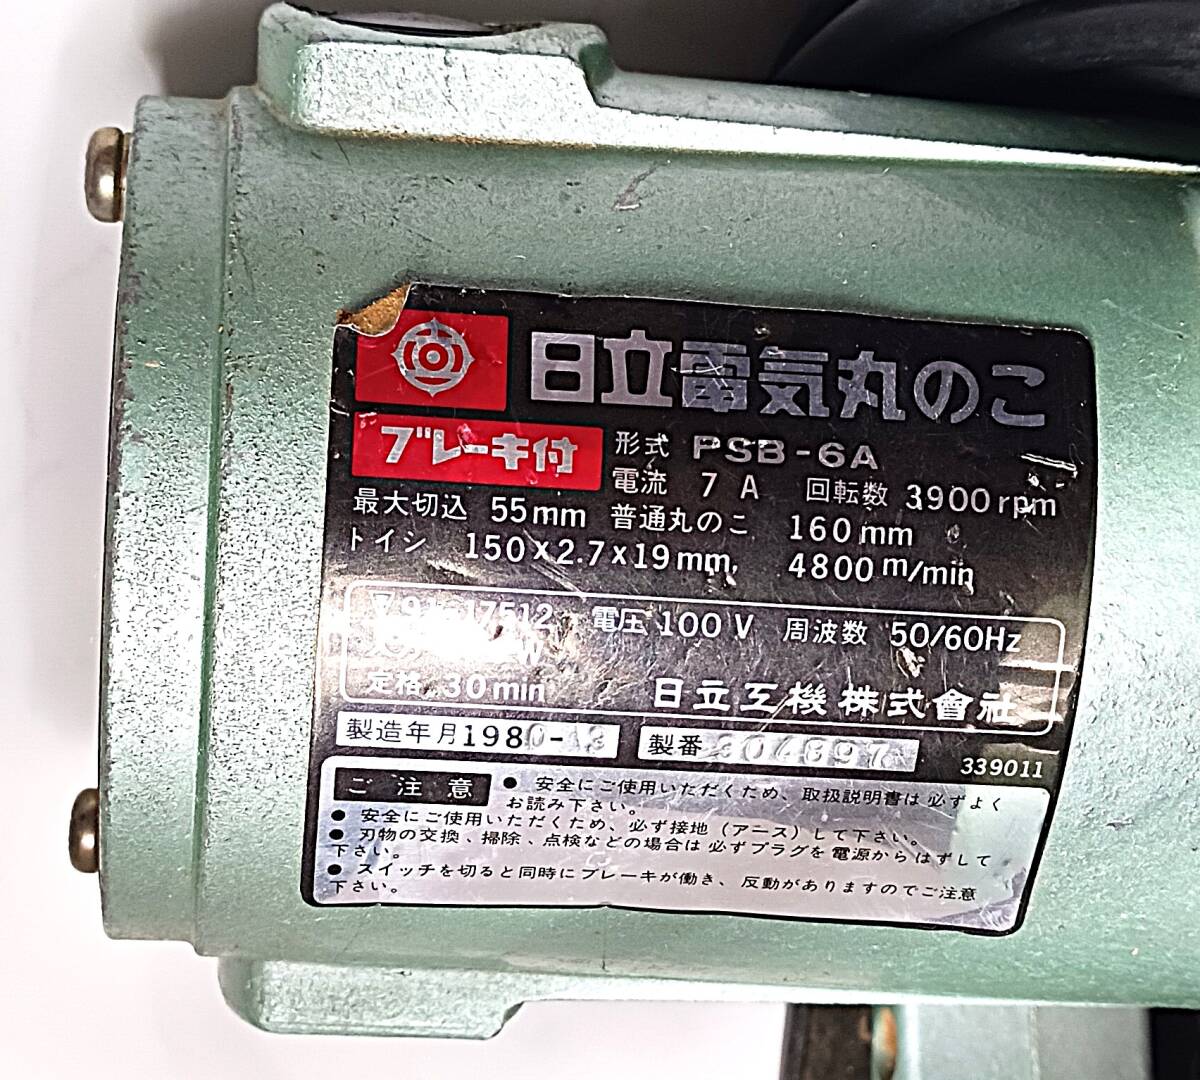 日立電気丸のこ
ブレーキ付 形式 PSB-6A
電流 7 A 回転数 3900rpm
最大切込 55mm 普通丸のこ 160mm
トイシ 150×2.7×19mm, 4800m/min
電圧 100V 周波数 50/60Hz
定格 30min 日立工機株式會社
製造年月 製番 339011
ご注意 ● 安全にご使用いただくため、取扱説明書は必ずよく
お読み下さい。
● 安全にご使用いただくため、必ず接地（アース）して下さい。
● 刃物の交換、掃除、点検などの場合は必ずプラグを電源からはずして
下さい。
● スイッチを切ると同時にブレーキが働き、反動がありますのでご注意
下さい。